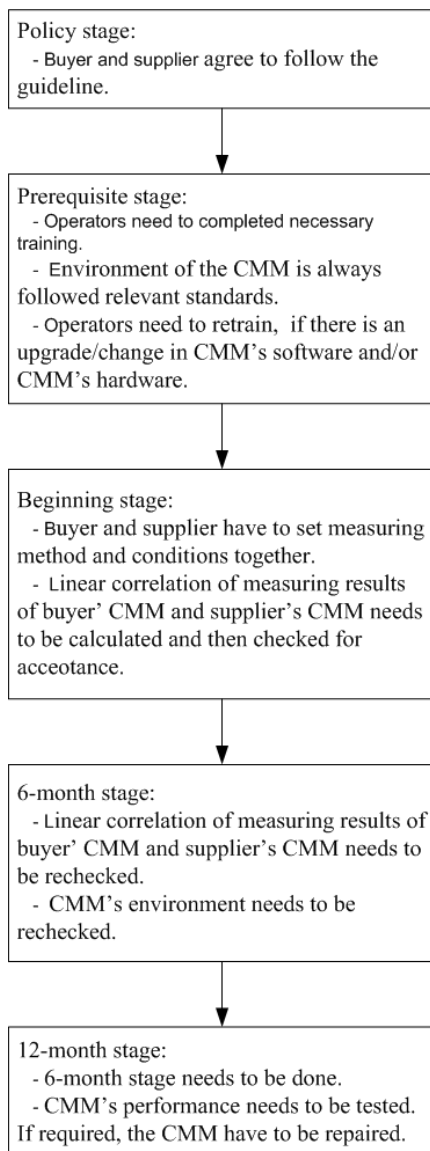 Policy stage:
- Buyer and supplier agree to follow the
guideline.
Prerequisite stage:
- Operators need to completed necessary
training.
- Environment of the CMM is always
followed relevant standards.
- Operators need to retrain, if there is an
upgrade/change in CMM's software and/or
CMM's hardware.
Beginning stage:
- Buyer and supplier have to set measuring
method and conditions together.
- Linear correlation of measuring results
of buyer' CMM and supplier's CMM needs
to be calculated and then checked for
acceotance.
6-month stage:
- Linear correlation of measuring results of
buyer' CMM and supplier's CMM needs to
be rechecked.
- CMM's environment needs to be
rechecked.
12-month stage:
- 6-month stage needs to be done.
- CMM's performance needs to be tested.
If required, the CMM have to be repaired.